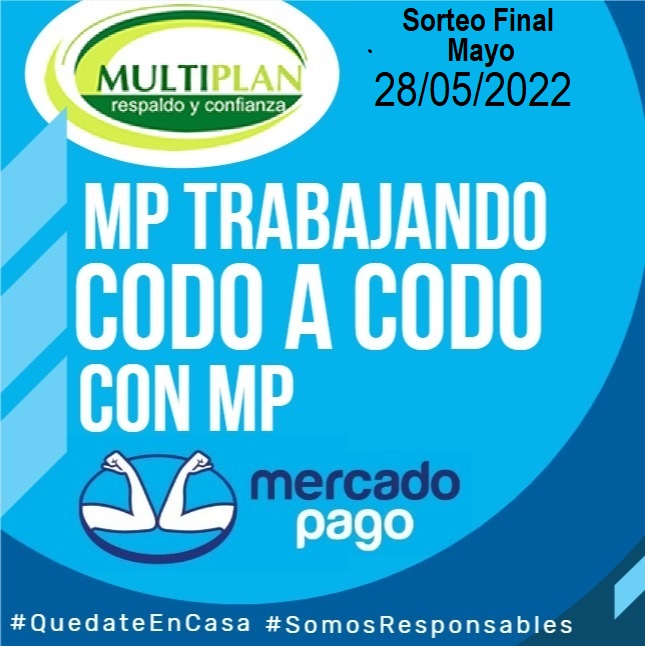 MULTIPLAN
respaldo y confianza
Sorteo Final
Mayo
28/05/2022
MP TRABAJANDO
CODO A CODO
CON MP
mercado
pago
#QuedateEnCasa #SomosResponsables